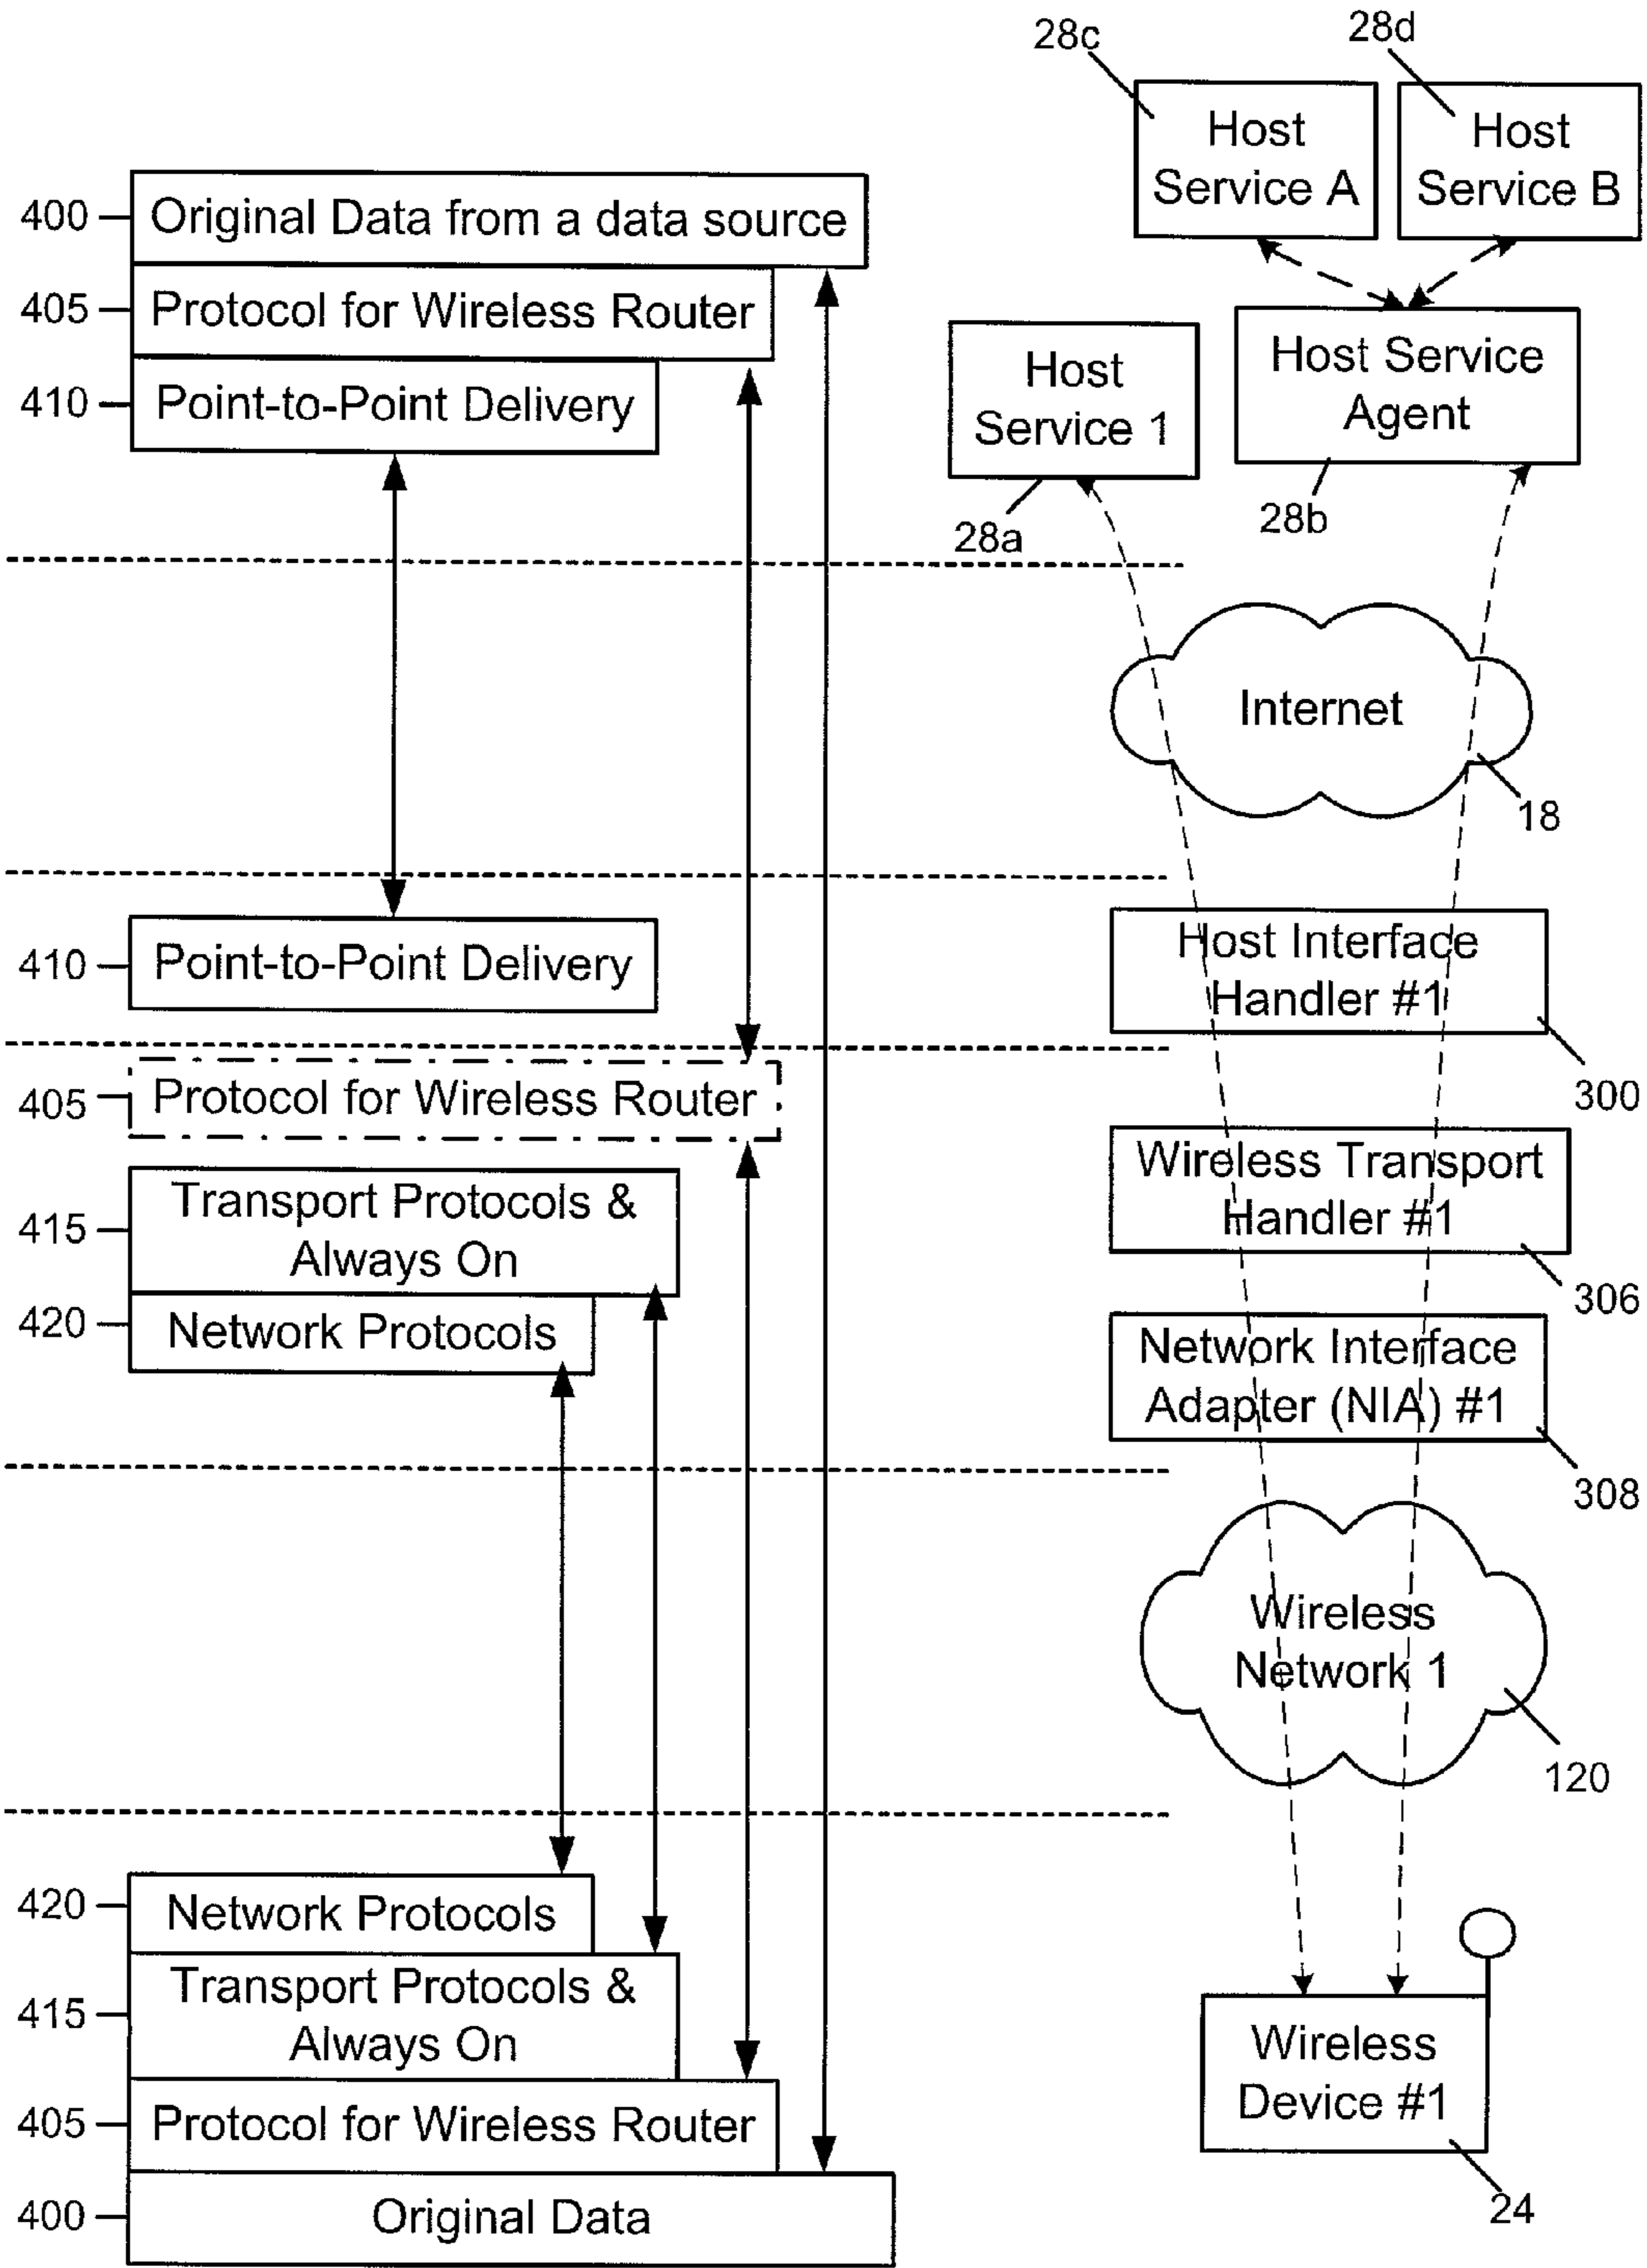 28c
28d
Host
Service A
Host
Service B
400
Original Data from a data source
405
Protocol for Wireless Router
410
Point-to-Point Delivery
Host
Service 1
Host Service
Agent
28a
28b
Internet
18
410
Point-to-Point Delivery
Host Interface
Handler #1
300
405
Protocol for Wireless Router
415
Transport Protocols &
Always On
420
Network Protocols
Wireless Transport
Handler #1
306
Network Interface
Adapter (NIA) #1
308
Wireless
Network 1
120
420
Network Protocols
415
Transport Protocols &
Always On
405
Protocol for Wireless Router
400
Original Data
Wireless
Device #1
24